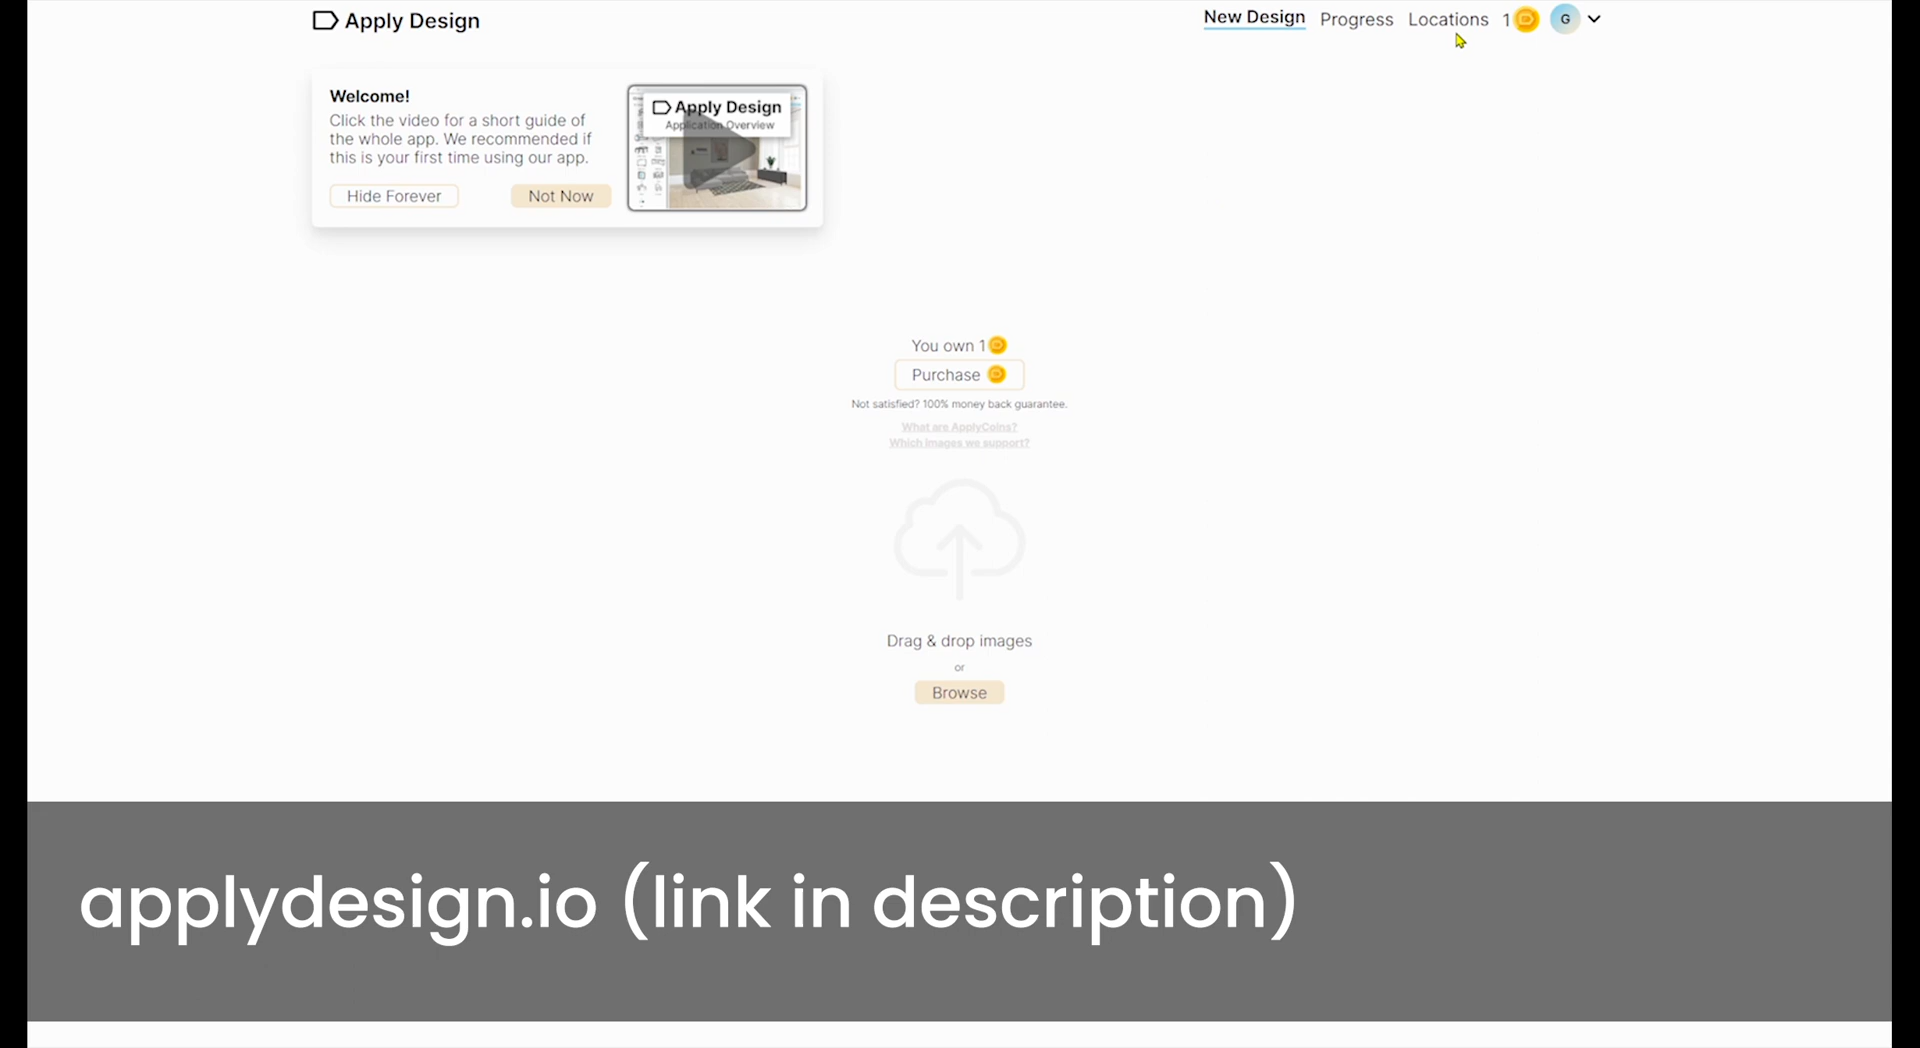 Apply Design
New Design Progress Locations 1 G
Welcome!
Click the video for a short guide of
the whole app. We recommended if
this is your first time using our app.
Hide Forever
Not Now
Apply Design
Application Overview
You own 1
Purchase
Not satisfied? 100% money back guarantee.
What are ApplyCoins?
Which images we support?
Drag & drop images
or
Browse
applydesign.io (link in description)